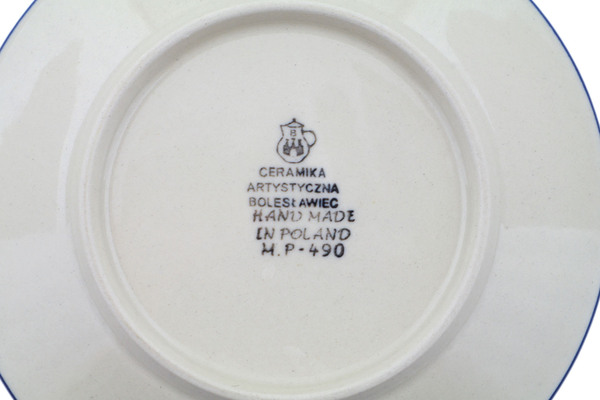 B
CERAMIKA
ARTYSTYCZNA
BOLESŁAWIEC
HAND MADE
IN POLAND
M.P-490